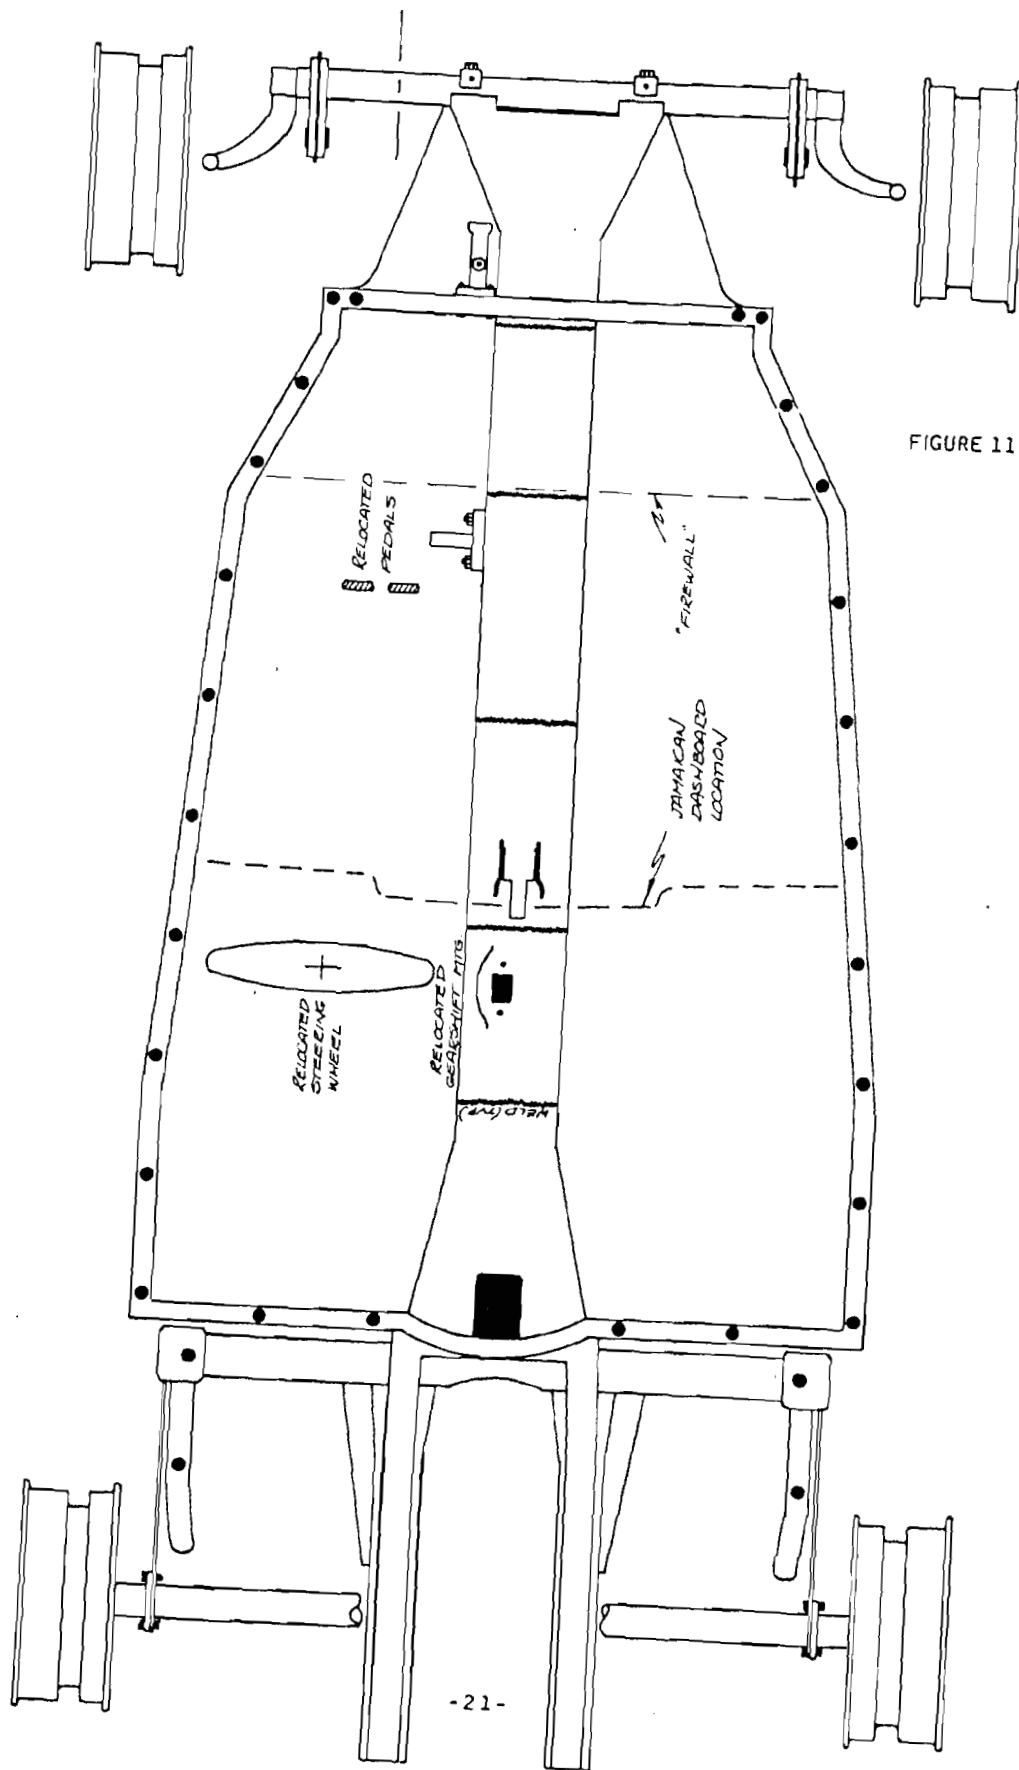 FIGURE 11
RELOCATED
PEDALS
"FIREWALL"
JAMAICAN
DASHBOARD
LOCATION
RELOCATED
STEERING
WHEEL
RELOCATED
GEARSHIFT MTG
WELD (TYP)
-21-